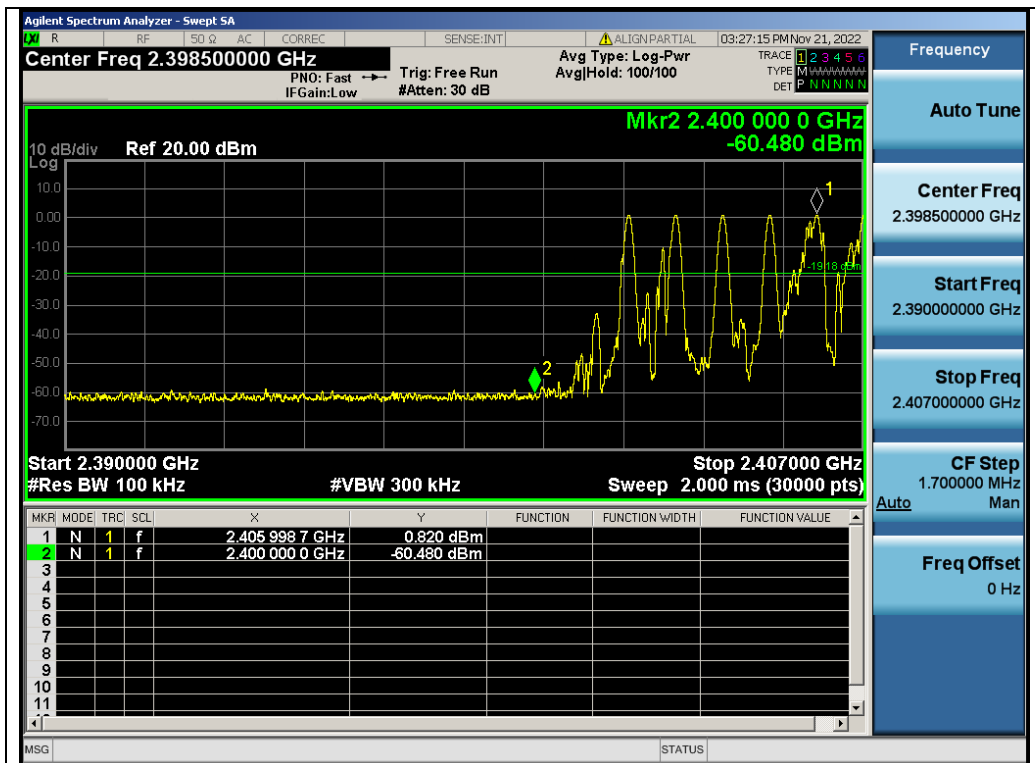 Agilent Spectrum Analyzer - Swept SA
LXI R RF 50 Ω AC CORREC SENSE:INT ALIGN PARTIAL 03:27:15 PM Nov 21, 2022
Center Freq 2.398500000 GHz
PNO: Fast
IFGain:Low
Trig: Free Run
#Atten: 30 dB
Avg Type: Log-Pwr
Avg|Hold: 100/100
TRACE 1 2 3 4 5 6
TYPE M
DET P N N N N N
Mkr2 2.400 000 0 GHz
-60.480 dBm
10 dB/div Ref 20.00 dBm
Log
10.0
0.00
-10.0
-20.0
-30.0
-40.0
-50.0
-60.0
-70.0
1
-19.18 dBm
2
Start 2.390000 GHz Stop 2.407000 GHz
#Res BW 100 kHz #VBW 300 kHz Sweep 2.000 ms (30000 pts)
MKR MODE TRC SCL X Y FUNCTION FUNCTION WIDTH FUNCTION VALUE
1 N 1 f 2.405 998 7 GHz 0.820 dBm
2 N 1 f 2.400 000 0 GHz -60.480 dBm
3
4
5
6
7
8
9
10
11
MSG STATUS
Frequency
Auto Tune
Center Freq
2.398500000 GHz
Start Freq
2.390000000 GHz
Stop Freq
2.407000000 GHz
CF Step
1.700000 MHz
Auto Man
Freq Offset
0 Hz